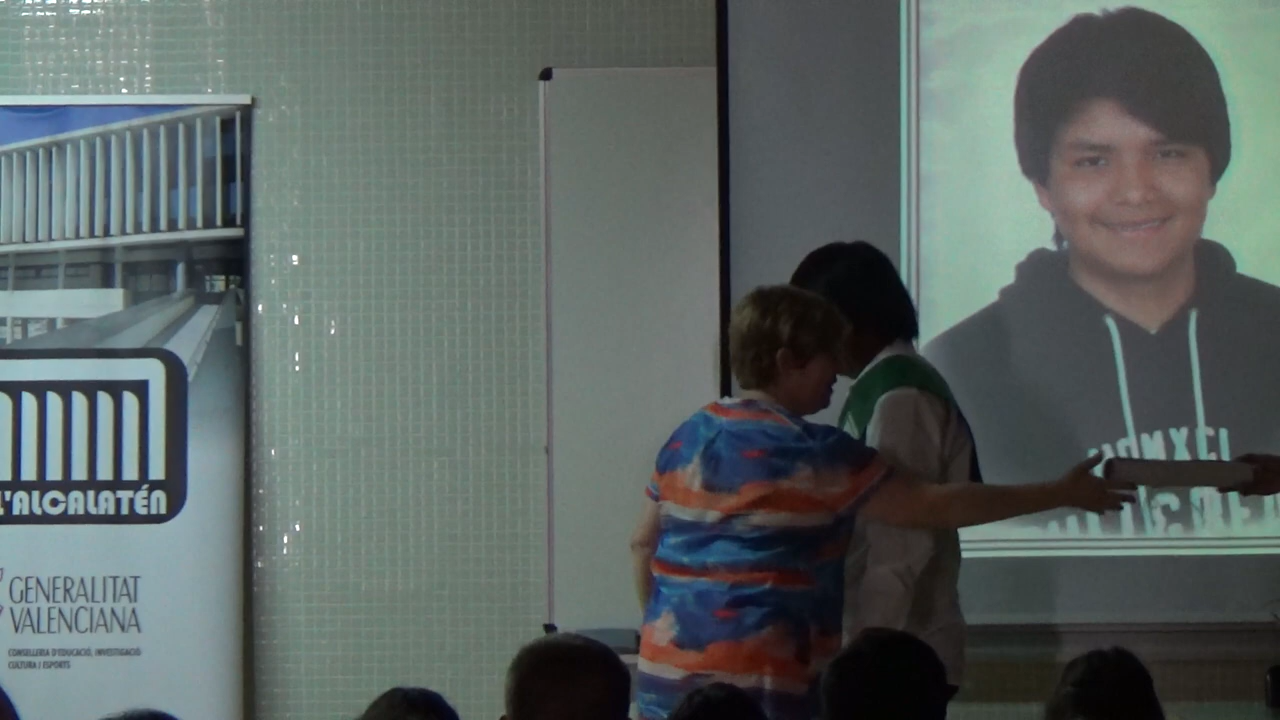 L'ALCALATÉN
GENERALITAT
VALENCIANA
CONSELLERIA D'EDUCACIÓ, INVESTIGACIÓ
CULTURA I ESPORTS